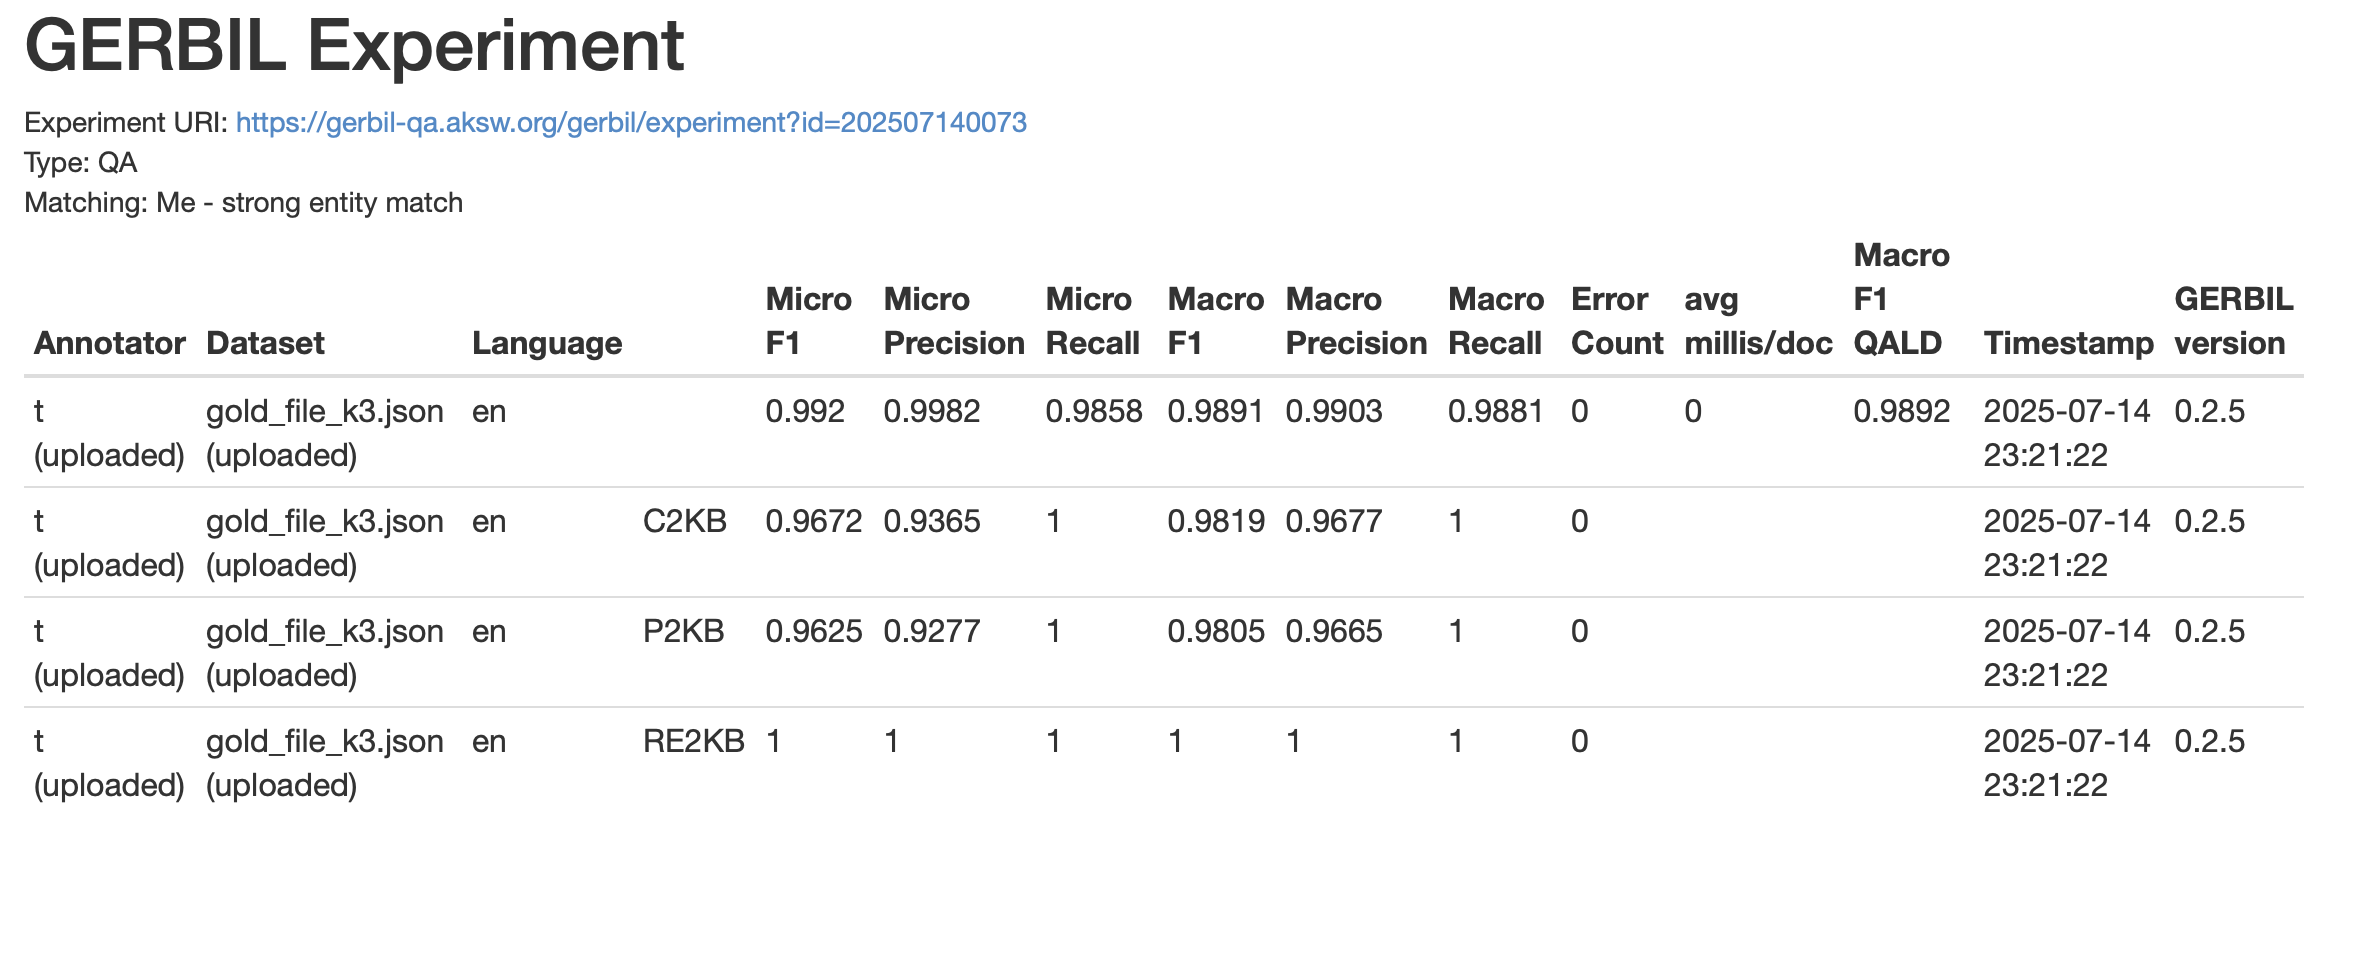 GERBIL Experiment
Experiment URI: https://gerbil-qa.aksw.org/gerbil/experiment?id=202507140073
Type: QA
Matching: Me - strong entity match
Annotator Dataset Language Micro F1 Micro Precision Micro Recall Macro F1 Macro Precision Macro Recall Error Count avg millis/doc Macro F1 QALD Timestamp GERBIL version
t (uploaded) gold_file_k3.json (uploaded) en 0.992 0.9982 0.9858 0.9891 0.9903 0.9881 0 0 0.9892 2025-07-14 23:21:22 0.2.5
t (uploaded) gold_file_k3.json (uploaded) en C2KB 0.9672 0.9365 1 0.9819 0.9677 1 0 2025-07-14 23:21:22 0.2.5
t (uploaded) gold_file_k3.json (uploaded) en P2KB 0.9625 0.9277 1 0.9805 0.9665 1 0 2025-07-14 23:21:22 0.2.5
t (uploaded) gold_file_k3.json (uploaded) en RE2KB 1 1 1 1 1 1 0 2025-07-14 23:21:22 0.2.5